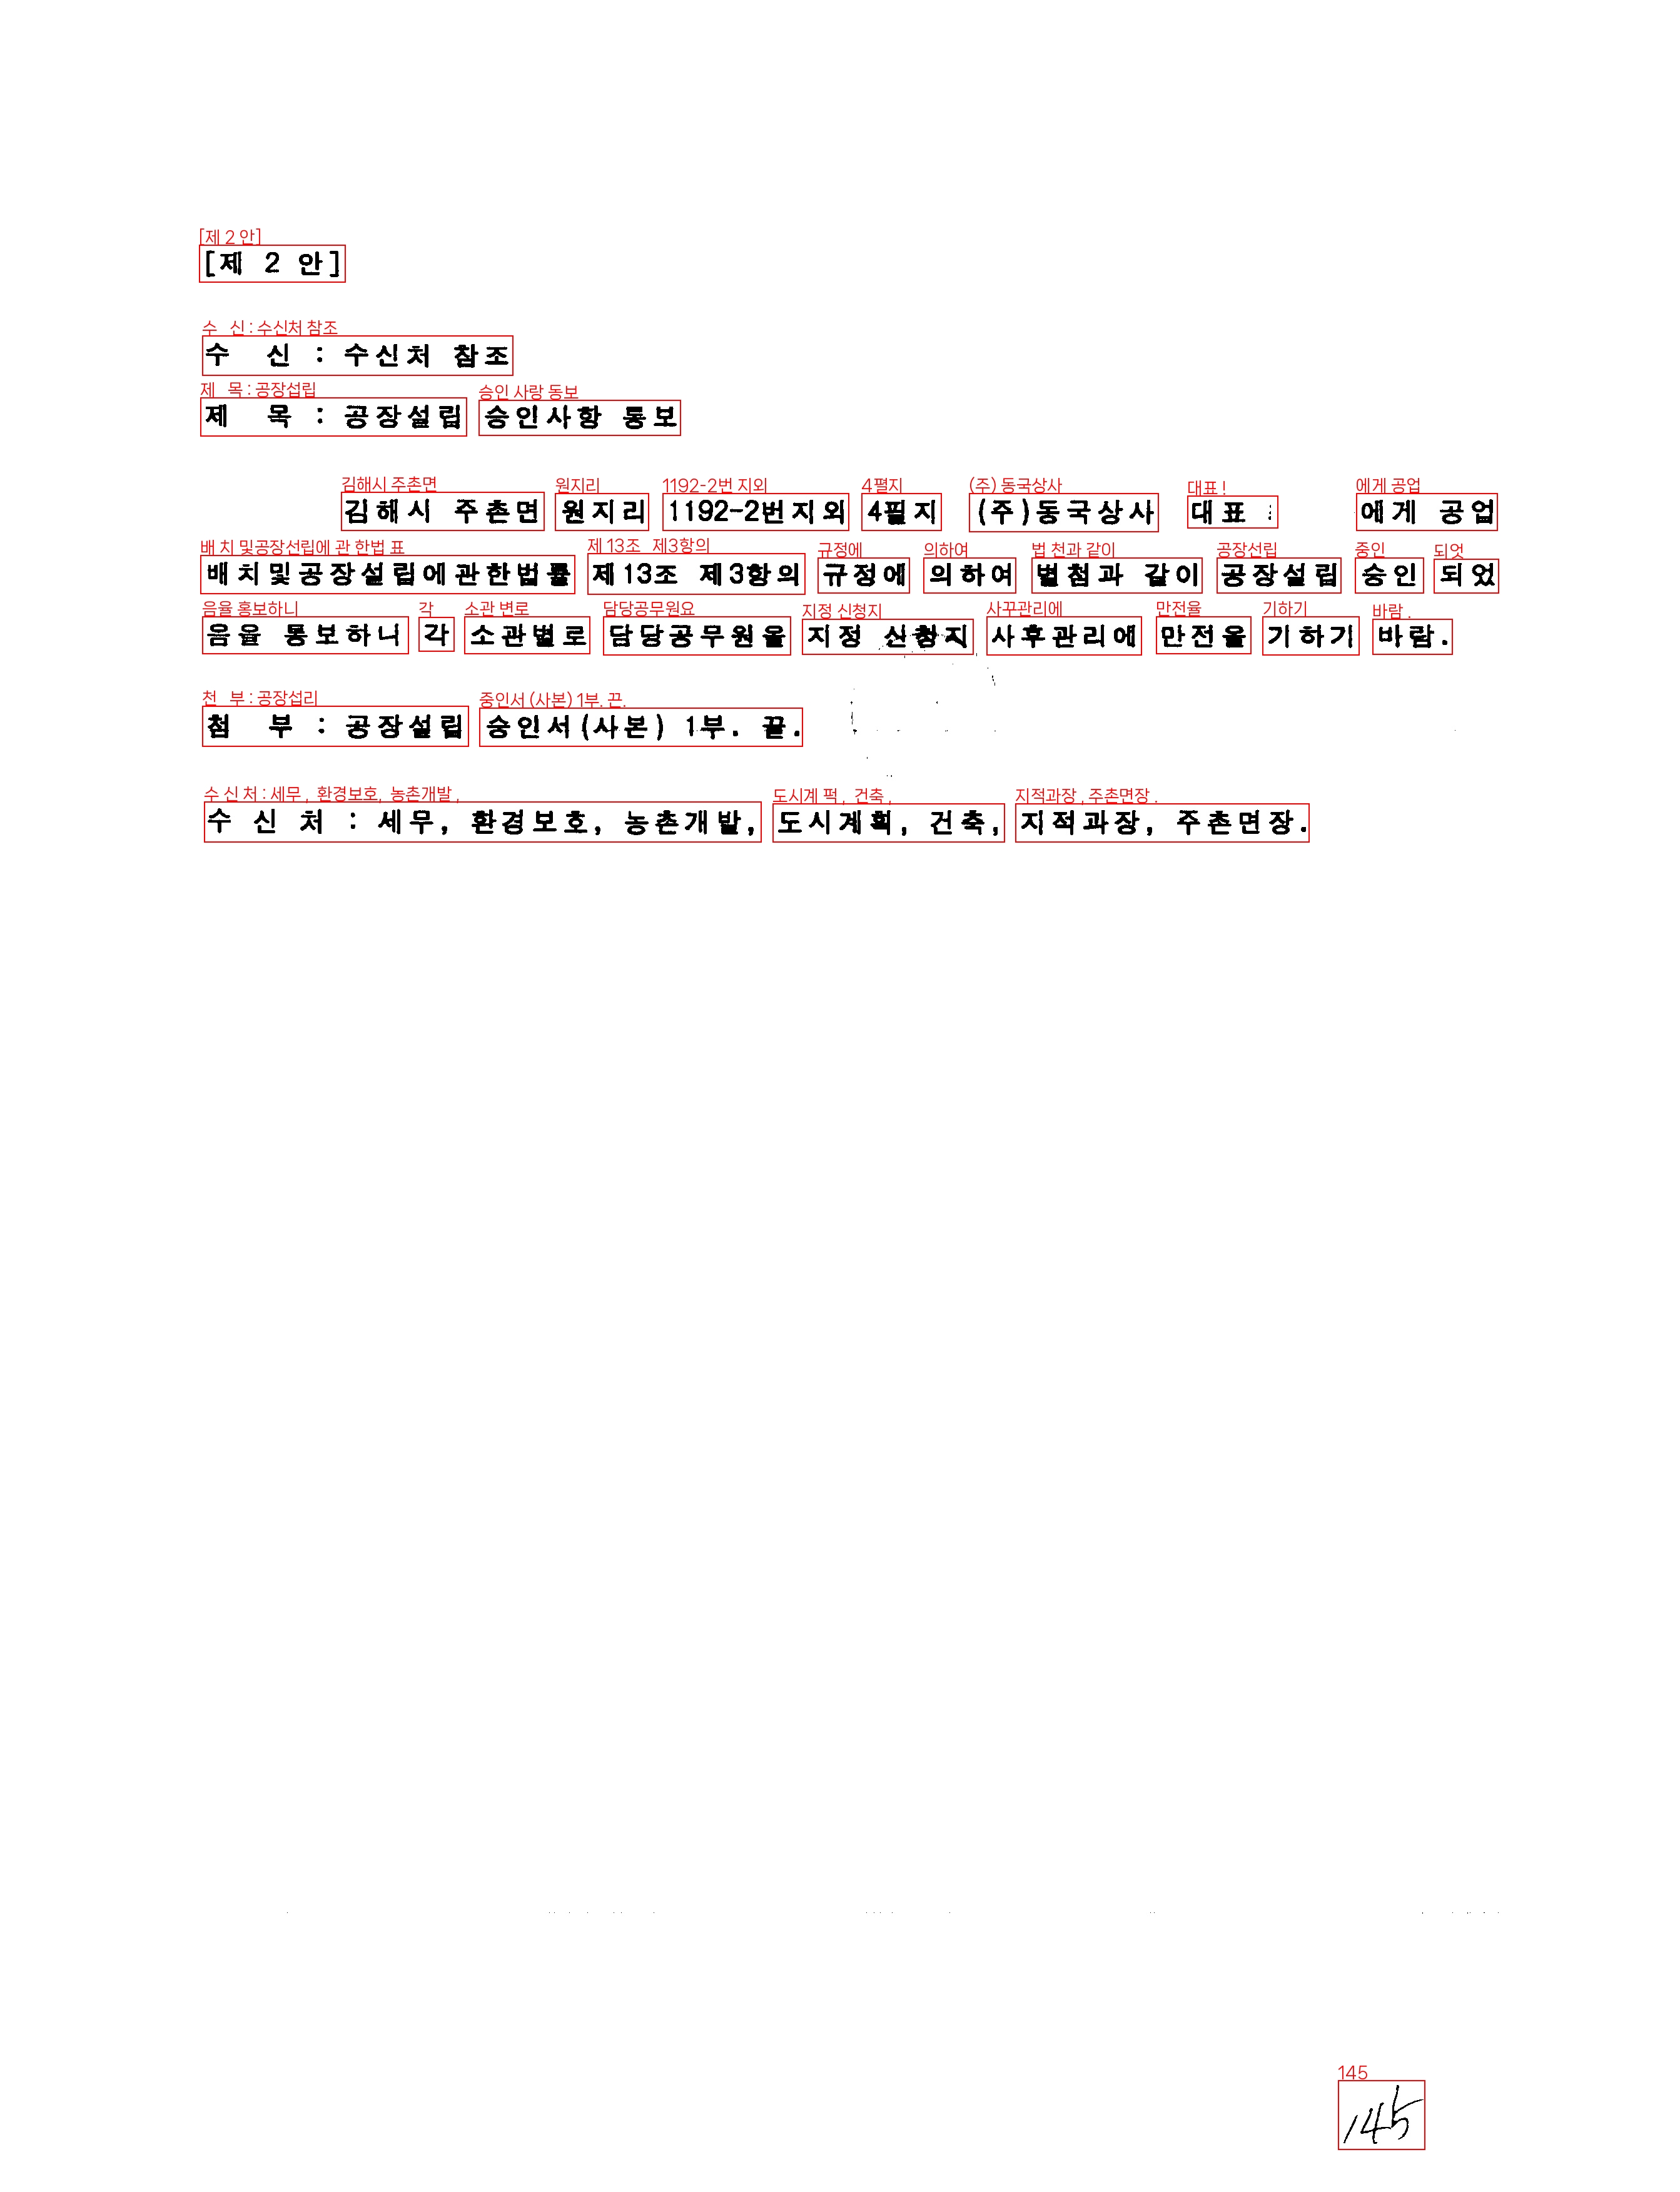 [제 2 안]
[제 2 안]
수 신 : 수신처 참조
수 신 : 수신처 참조
제 목 : 공장섭립 승인 사랑 동보
제 목 : 공장설립 승인사항 통보
김해시 주촌면 원지리 1192-2번 지외 4펼지 (주) 동국상사 대표 ! 에게 공업
김해시 주촌면 원지리 1192-2번지외 4필지 (주)동국상사 대표 에게 공업
배 치 및공장선립에 관 한법 표 제 13조 제3항의 규정에 의하여 법 천과 같이 공장선립 중인 되엇
배치및공장설립에관한법률 제13조 제3항의 규정에 의하여 별첨과 같이 공장설립 승인 되었
음율 홍보하니 각 소관 변로 담당공무원요 지정 신청지 사꾸관리에 만전율 기하기 바람 .
음을 통보하니 각 소관별로 담당공무원을 지정 사후관리에 만전을 기하기 바람.
천 부 : 공장섭리 중인서 (사본) 1부. 끈.
첨 부 : 공장설립 승인서(사본) 1부. 끝.
수 신 처 : 세무 , 환경보호, 농촌개발 , 도시계 퍽 , 건축 , 지적과장 , 주촌면장 .
수 신 처 : 세무, 환경보호, 농촌개발, 도시계획, 건축, 지적과장, 주촌면장.
145
145